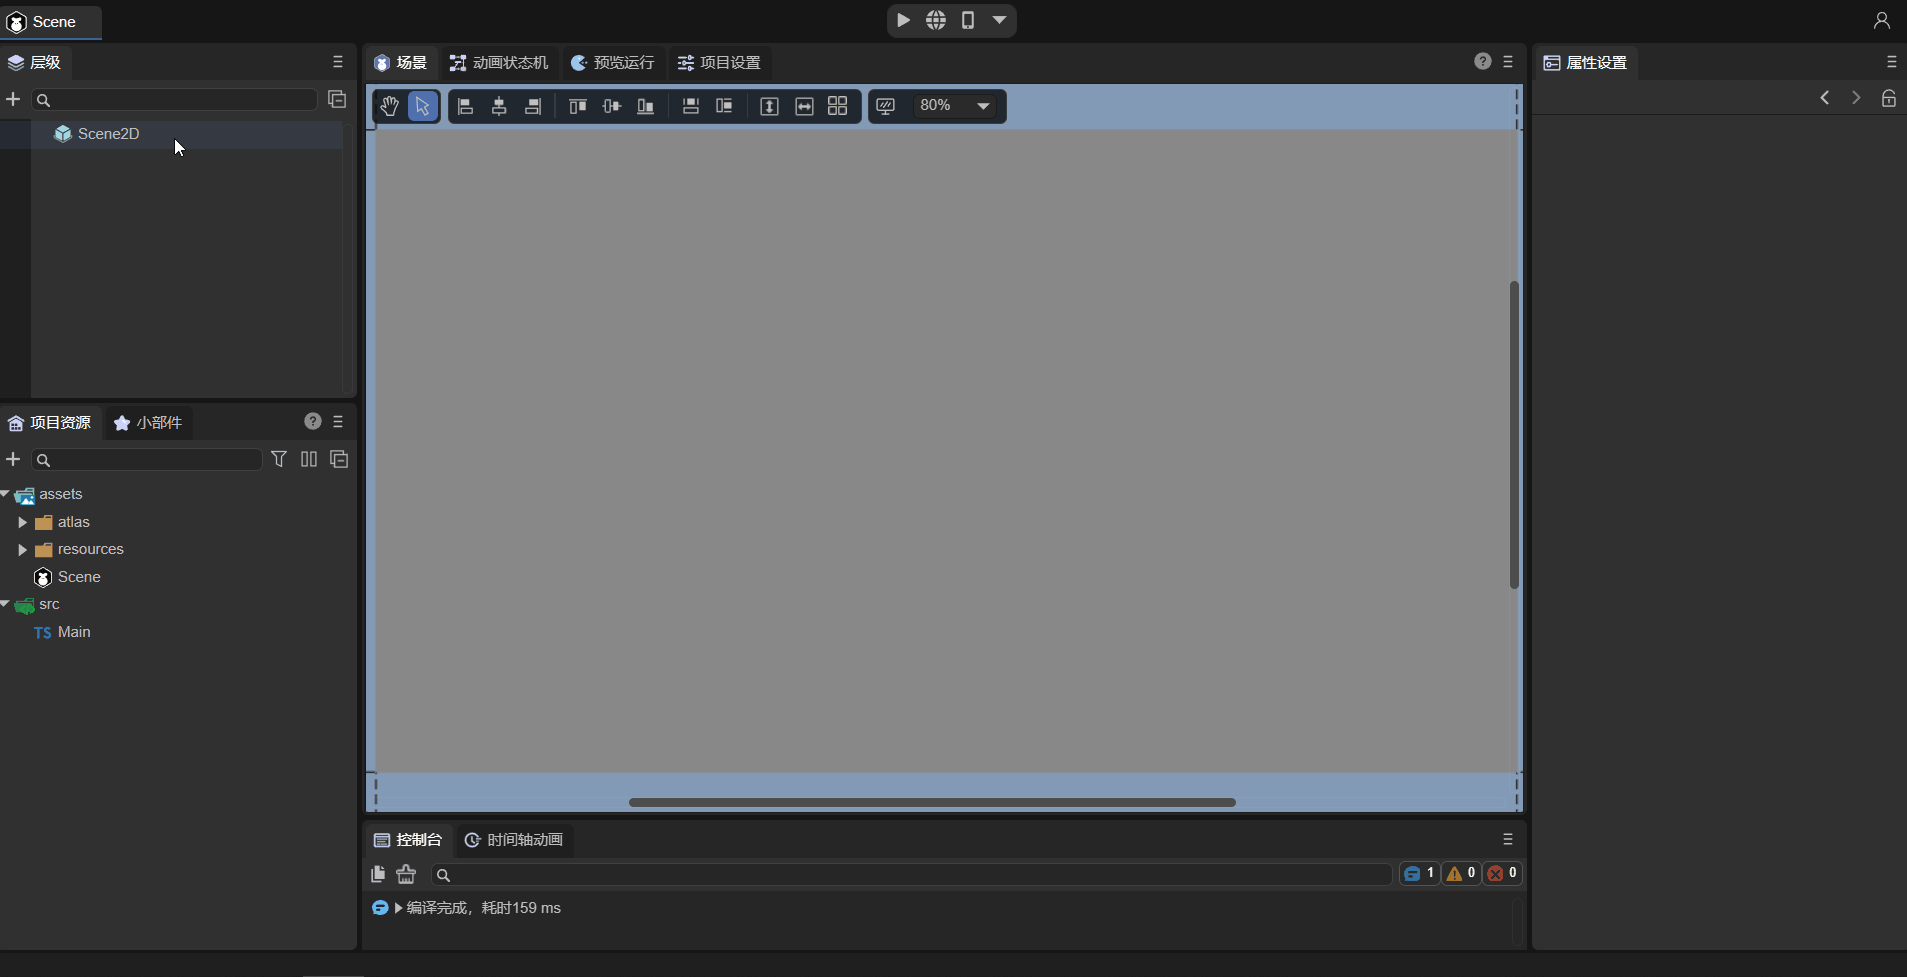 Scene
层级
场景
动画状态机
预览运行
项目设置
?
属性设置
80%
Scene2D
项目资源
小部件
?
assets
atlas
resources
Scene
src
TS Main
控制台
时间轴动画
1
0
0
编译完成，耗时159 ms